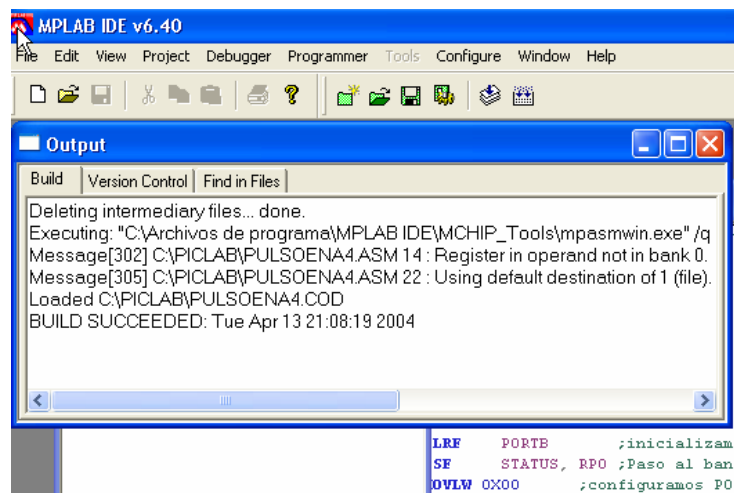 MPLAB IDE v6.40
File Edit View Project Debugger Programmer Tools Configure Window Help
Output
Build Version Control Find in Files
Deleting intermediary files... done.
Executing: "C:\Archivos de programa\MPLAB IDE\MCHIP_Tools\mpasmwin.exe" /q
Message[302] C:\PICLAB\PULSOENA4.ASM 14 : Register in operand not in bank 0.
Message[305] C:\PICLAB\PULSOENA4.ASM 22 : Using default destination of 1 (file).
Loaded C:\PICLAB\PULSOENA4.COD
BUILD SUCCEEDED: Tue Apr 13 21:08:19 2004
LRF PORTB ;inicializam
SF STATUS, RP0 ;Paso al ban
OVLW 0X00 ;configuramos PO